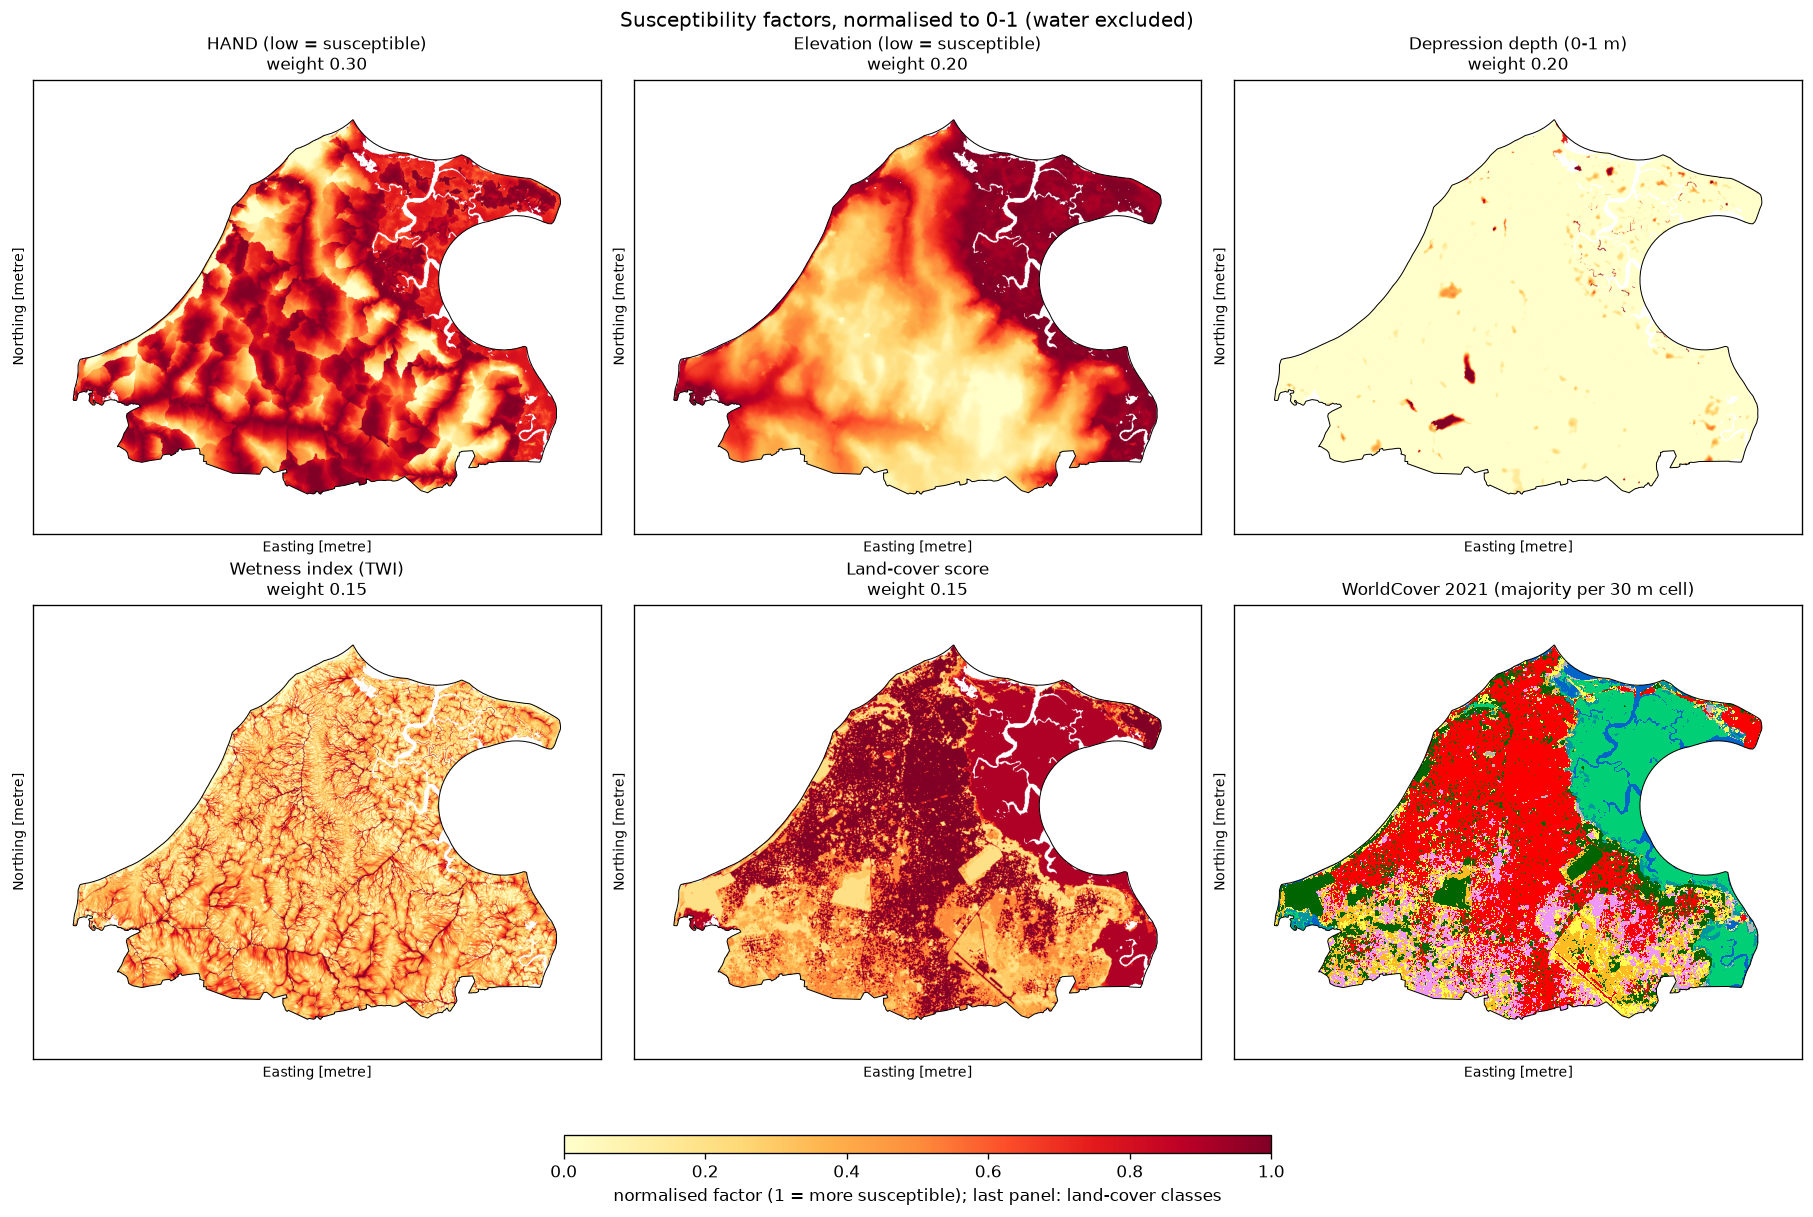 Susceptibility factors, normalised to 0-1 (water excluded)
HAND (low = susceptible)
weight 0.30
Elevation (low = susceptible)
weight 0.20
Depression depth (0-1 m)
weight 0.20
Northing [metre]
Northing [metre]
Northing [metre]
Easting [metre]
Easting [metre]
Easting [metre]
Wetness index (TWI)
weight 0.15
Land-cover score
weight 0.15
WorldCover 2021 (majority per 30 m cell)
Northing [metre]
Northing [metre]
Northing [metre]
Easting [metre]
Easting [metre]
Easting [metre]
0.0 0.2 0.4 0.6 0.8 1.0
normalised factor (1 = more susceptible); last panel: land-cover classes